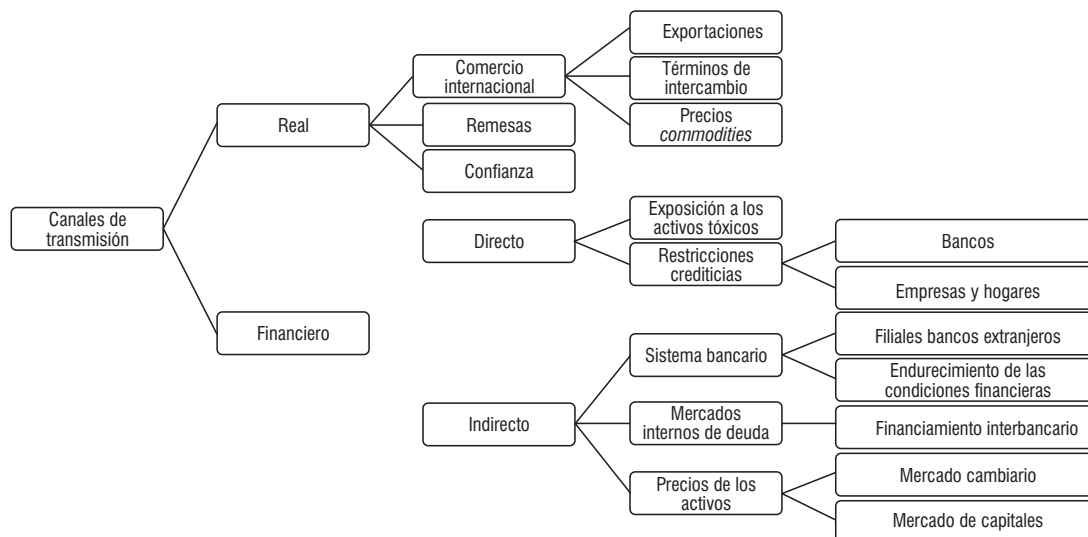 Canales de
transmisión
Real
Comercio
internacional
Exportaciones
Términos de
intercambio
Precios
commodities
Remesas
Confianza
Financiero
Directo
Exposición a los
activos tóxicos
Restricciones
crediticias
Bancos
Empresas y hogares
Indirecto
Sistema bancario
Filiales bancos extranjeros
Endurecimiento de las
condiciones financieras
Mercados
internos de deuda
Financiamiento interbancario
Precios de los
activos
Mercado cambiario
Mercado de capitales